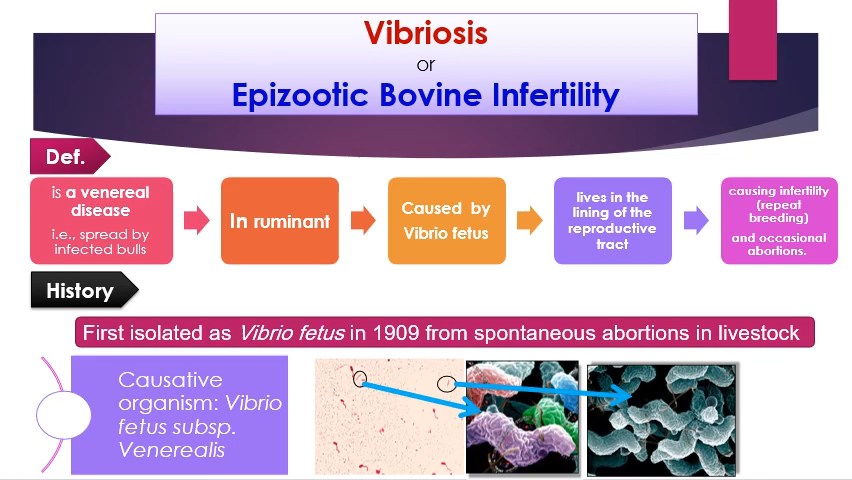 Vibriosis
or
Epizootic Bovine Infertility
Def.
is a venereal
disease
i.e., spread by
infected bulls
In ruminant
Caused by
Vibrio fetus
lives in the
lining of the
reproductive
tract
causing infertility
(repeat
breeding)
and occasional
abortions.
History
First isolated as Vibrio fetus in 1909 from spontaneous abortions in livestock
Causative
organism: Vibrio
fetus subsp.
Venerealis